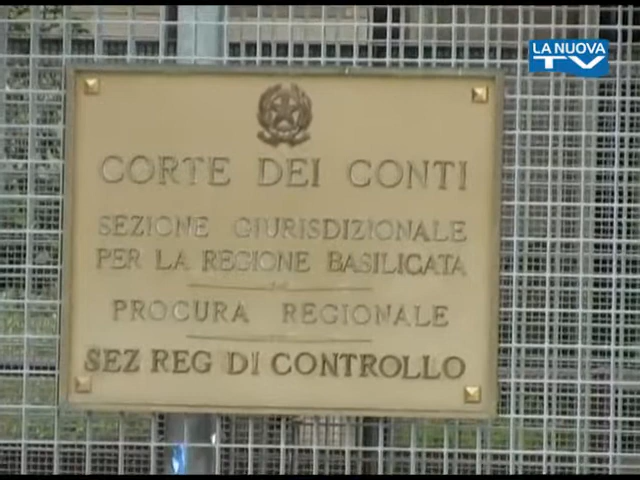 LA NUOVA
TV
CORTE DEI CONTI
SEZIONE GIURISDIZIONALE
PER LA REGIONE BASILICATA
PROCURA REGIONALE
SEZ REG DI CONTROLLO